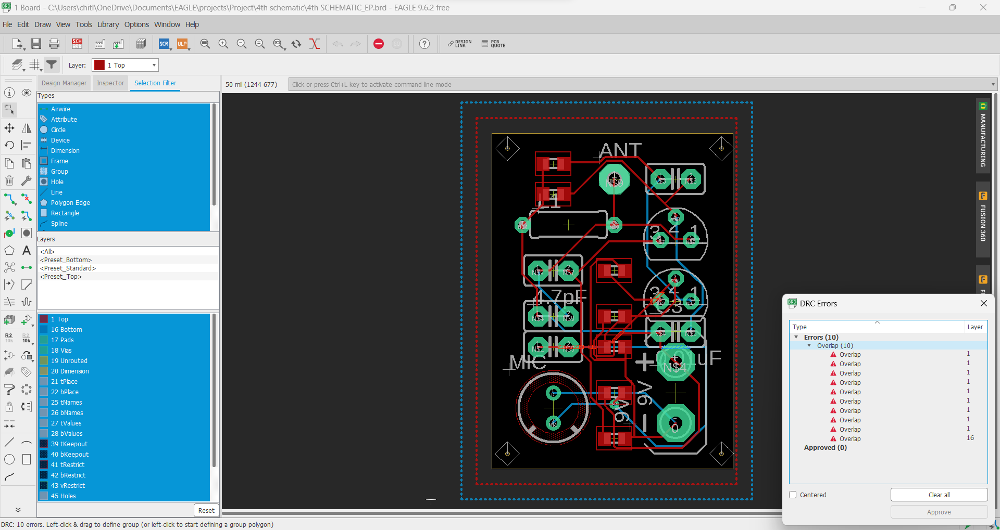 1 Board - C:\Users\chitl\OneDrive\Documents\EAGLE\projects\Project\4th schematic\4th SCHEMATIC_EP.brd - EAGLE 9.6.2 free
File Edit Draw View Tools Library Options Window Help
SCH BRD SCR ULP GO DESIGN LINK PCB QUOTE
Layer: 1 Top
Design Manager Inspector Selection Filter
50 mil (1244 677) Click or press Ctrl+L key to activate command line mode
Types
Airwire
Attribute
Circle
Device
Dimension
Frame
Group
Hole
Line
Polygon Edge
Rectangle
Spline
Layers
<All>
<Preset_Bottom>
<Preset_Standard>
<Preset_Top>
1 Top
16 Bottom
17 Pads
18 Vias
19 Unrouted
20 Dimension
21 tPlace
22 bPlace
25 tNames
26 bNames
27 tValues
28 bValues
39 tKeepout
40 bKeepout
41 tRestrict
42 bRestrict
43 vRestrict
45 Holes
Reset
R2 10k
R2 10k
ANT
N$9
3 2 1
4.7pF
3 2 1
C3
MIC
N$4
9V
MANUFACTURING
FUSION 360
DRC Errors
Type Layer
Errors (10)
Overlap (10)
Overlap 1
Overlap 1
Overlap 1
Overlap 1
Overlap 1
Overlap 1
Overlap 1
Overlap 1
Overlap 1
Overlap 16
Approved (0)
Centered
Clear all
Approve
DRC: 10 errors. Left-click & drag to define group (or left-click to start defining a group polygon)